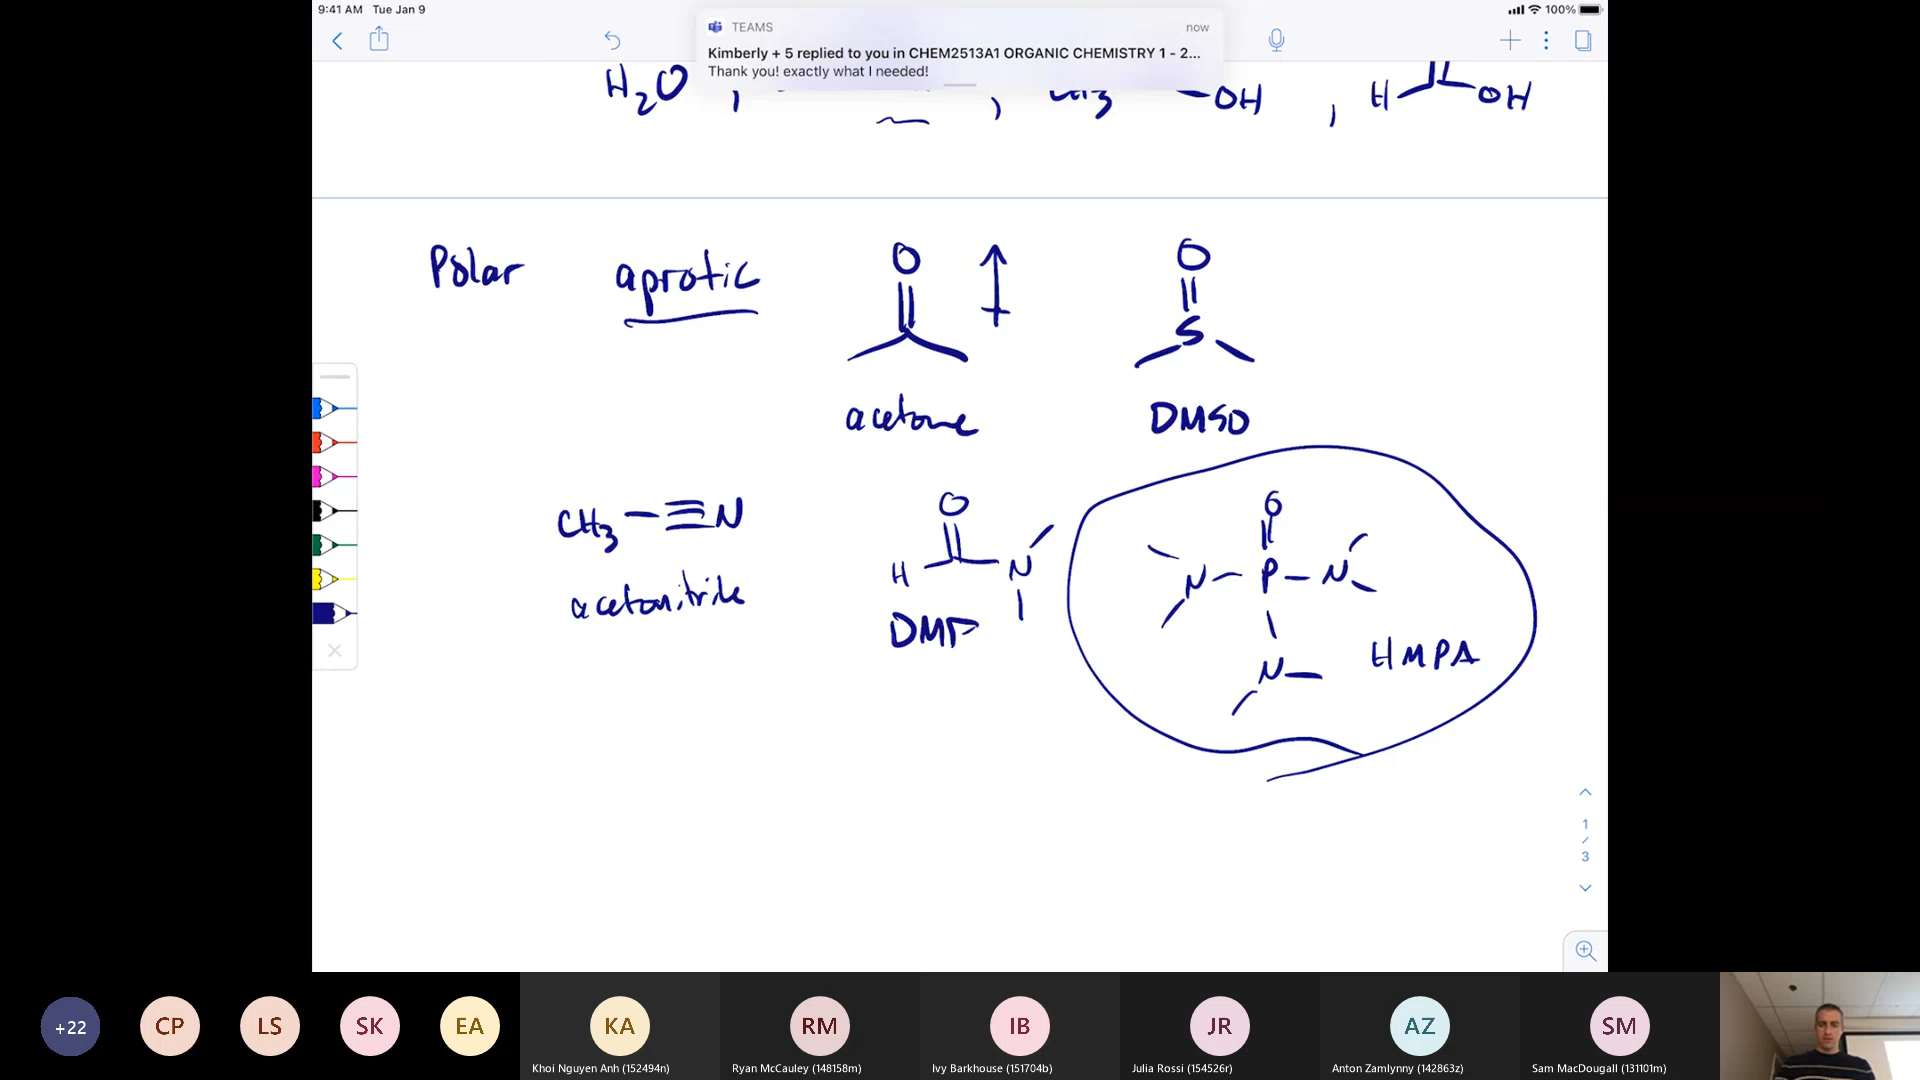 9:41 AM Tue Jan 9
100%
TEAMS
now
Kimberly + 5 replied to you in CHEM2513A1 ORGANIC CHEMISTRY 1 - 2...
Thank you! exactly what I needed!
H2O , , CH3 OH , H OH
Polar aprotic
O
O
S
acetone
DMSO
CH3 N
acetonitrile
O
H N
DMF
O
N P N
N
HMPA
1
/
3
+22
CP
LS
SK
EA
KA
RM
IB
JR
AZ
SM
Khoi Nguyen Anh (152494n)
Ryan McCauley (148158m)
Ivy Barkhouse (151704b)
Julia Rossi (154526r)
Anton Zamlynny (142863z)
Sam MacDougall (131101m)